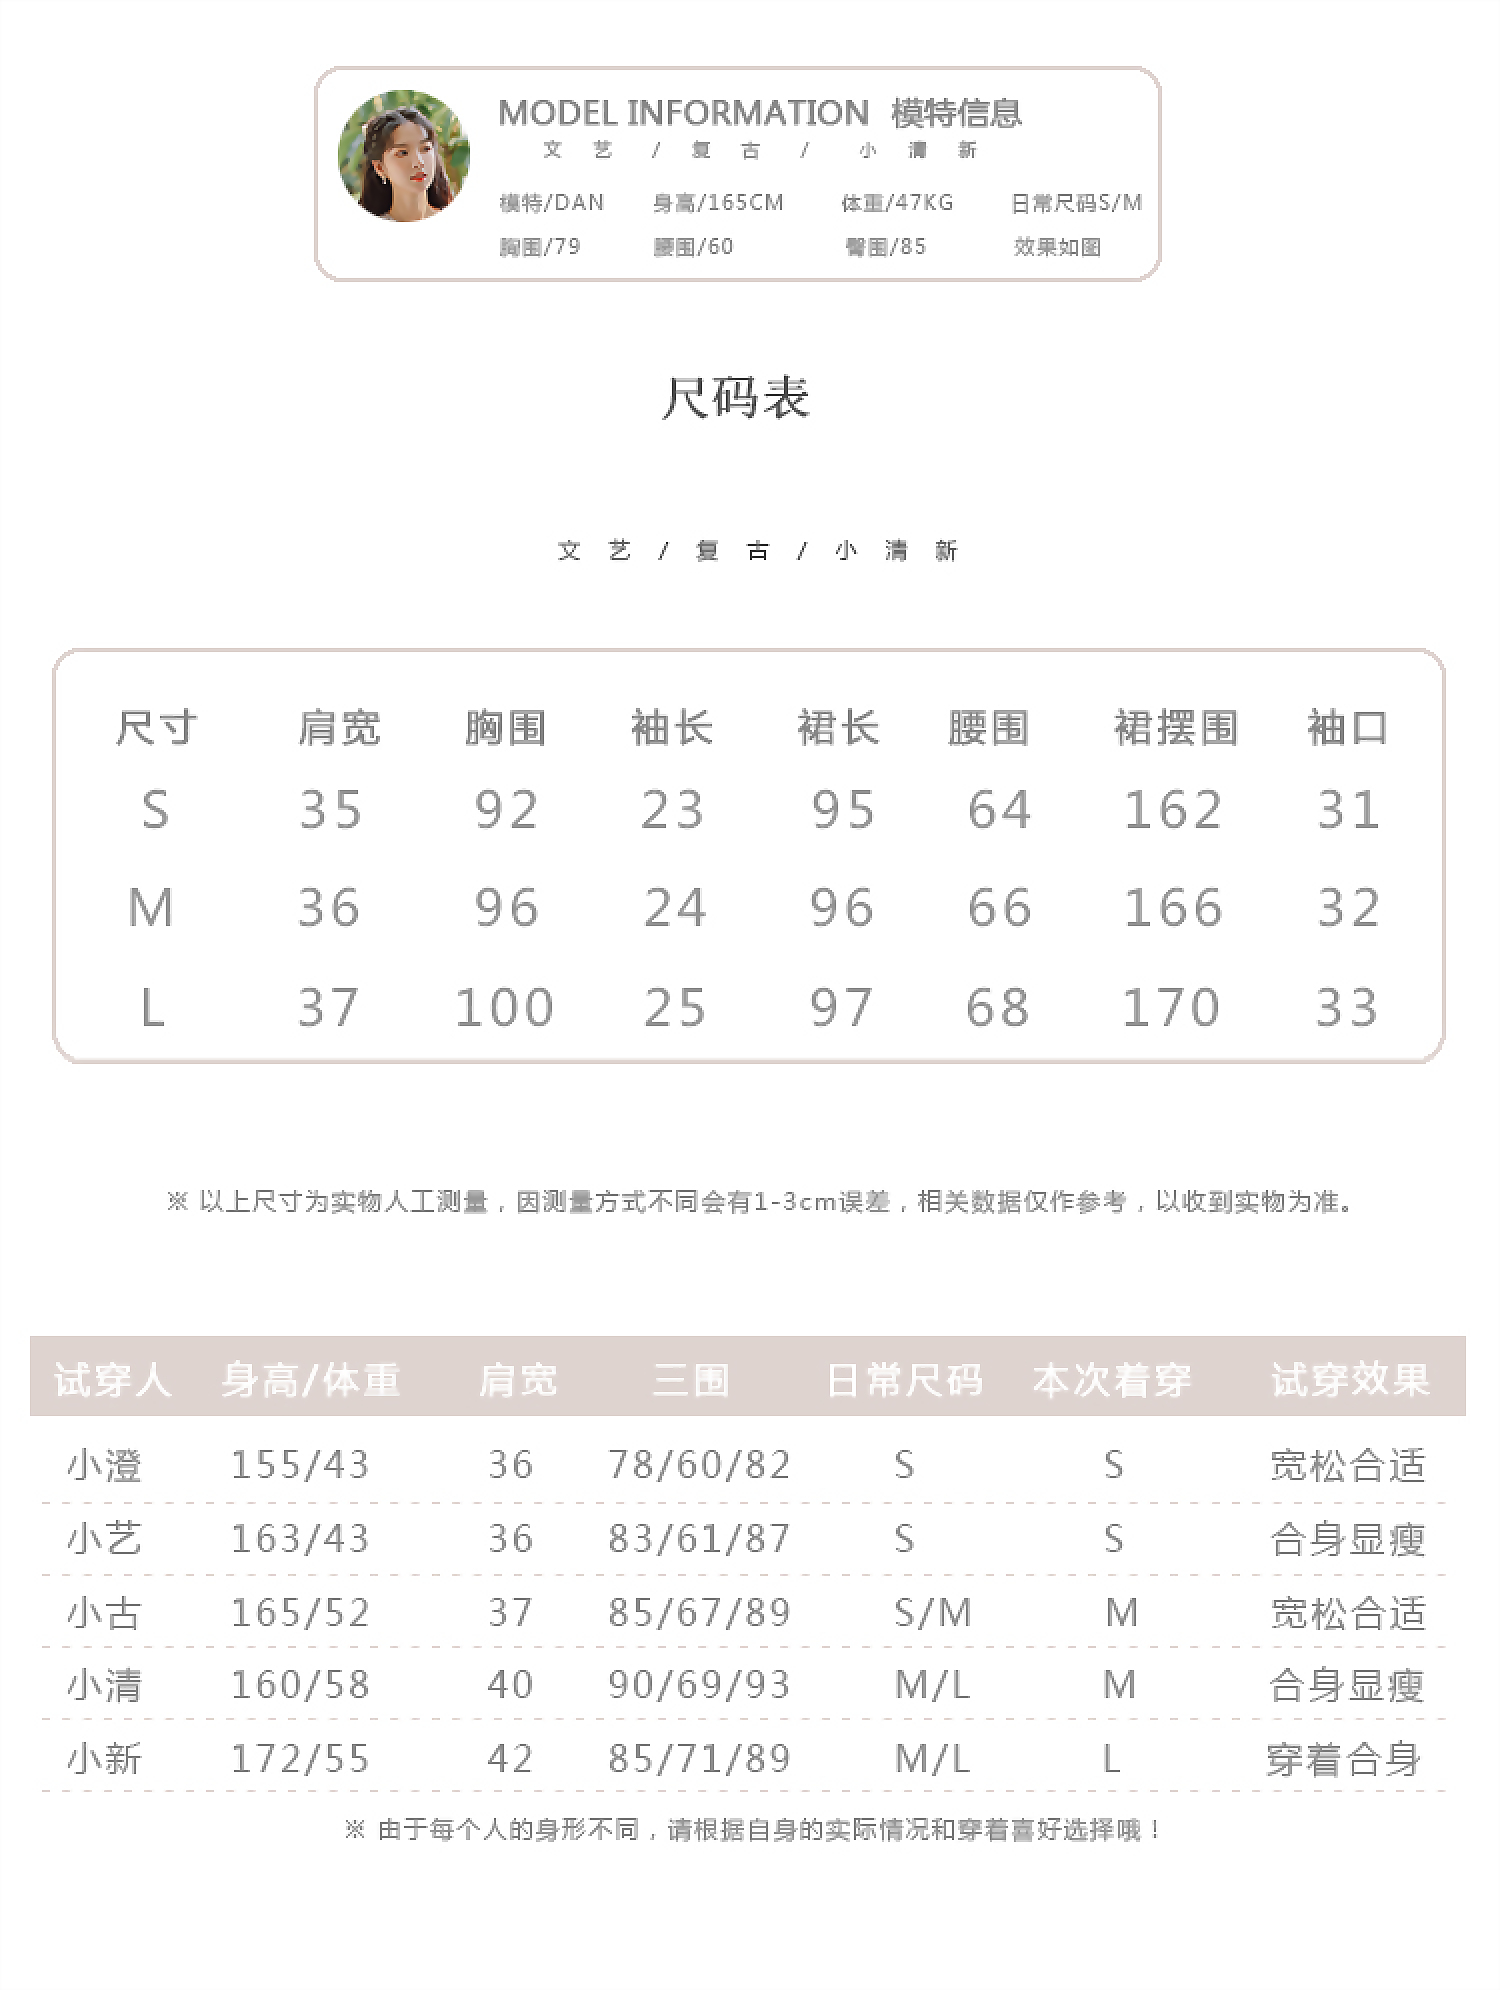 MODEL INFORMATION 模特信息
文 艺 / 复 古 / 小 清 新
模特/DAN 身高/165CM 体重/47KG 日常尺码S/M
胸围/79 腰围/60 臀围/85 效果如图
尺码表
文 艺 / 复 古 / 小 清 新
尺寸 肩宽 胸围 袖长 裙长 腰围 裙摆围 袖口
S 35 92 23 95 64 162 31
M 36 96 24 96 66 166 32
L 37 100 25 97 68 170 33
※ 以上尺寸为实物人工测量，因测量方式不同会有1-3cm误差，相关数据仅作参考，以收到实物为准。
试穿人 身高/体重 肩宽 三围 日常尺码 本次着穿 试穿效果
小澄 155/43 36 78/60/82 S S 宽松合适
小艺 163/43 36 83/61/87 S S 合身显瘦
小古 165/52 37 85/67/89 S/M M 宽松合适
小清 160/58 40 90/69/93 M/L M 合身显瘦
小新 172/55 42 85/71/89 M/L L 穿着合身
※ 由于每个人的身形不同，请根据自身的实际情况和穿着喜好选择哦！